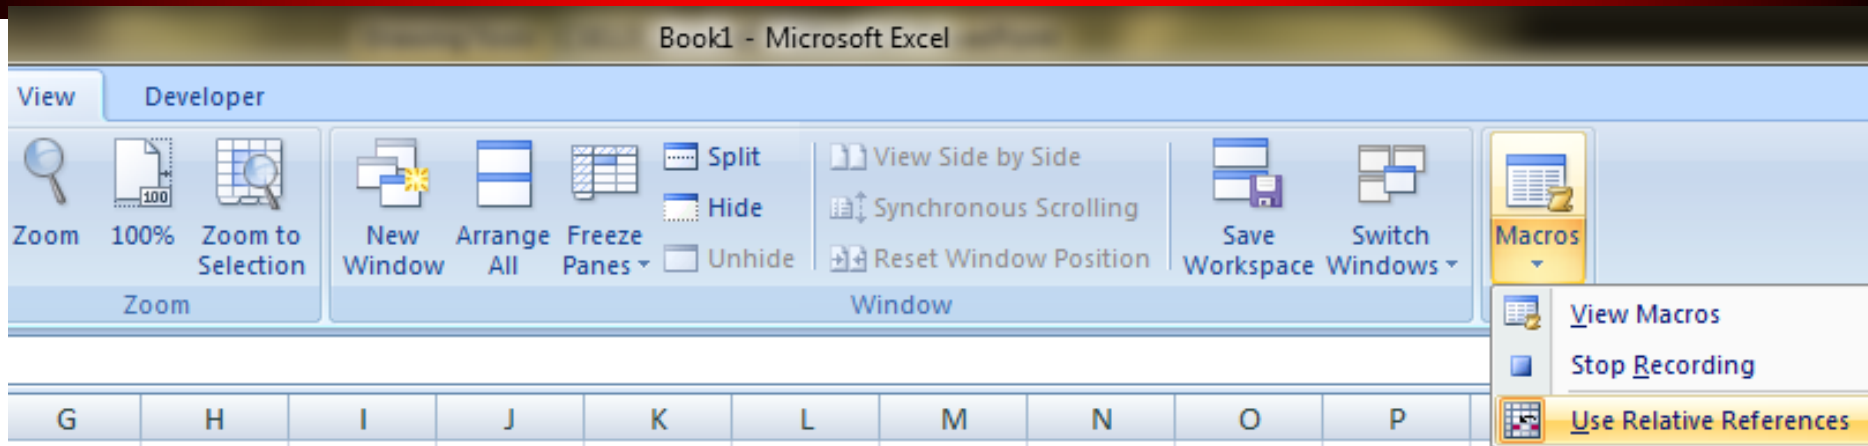 Book1 - Microsoft Excel
View Developer
Split View Side by Side
100
Hide Synchronous Scrolling
Zoom 100% Zoom to Selection New Window Arrange All Freeze Panes Unhide Reset Window Position Save Workspace Switch Windows Macros
Zoom Window
View Macros
Stop Recording
G H I J K L M N O P
Use Relative References